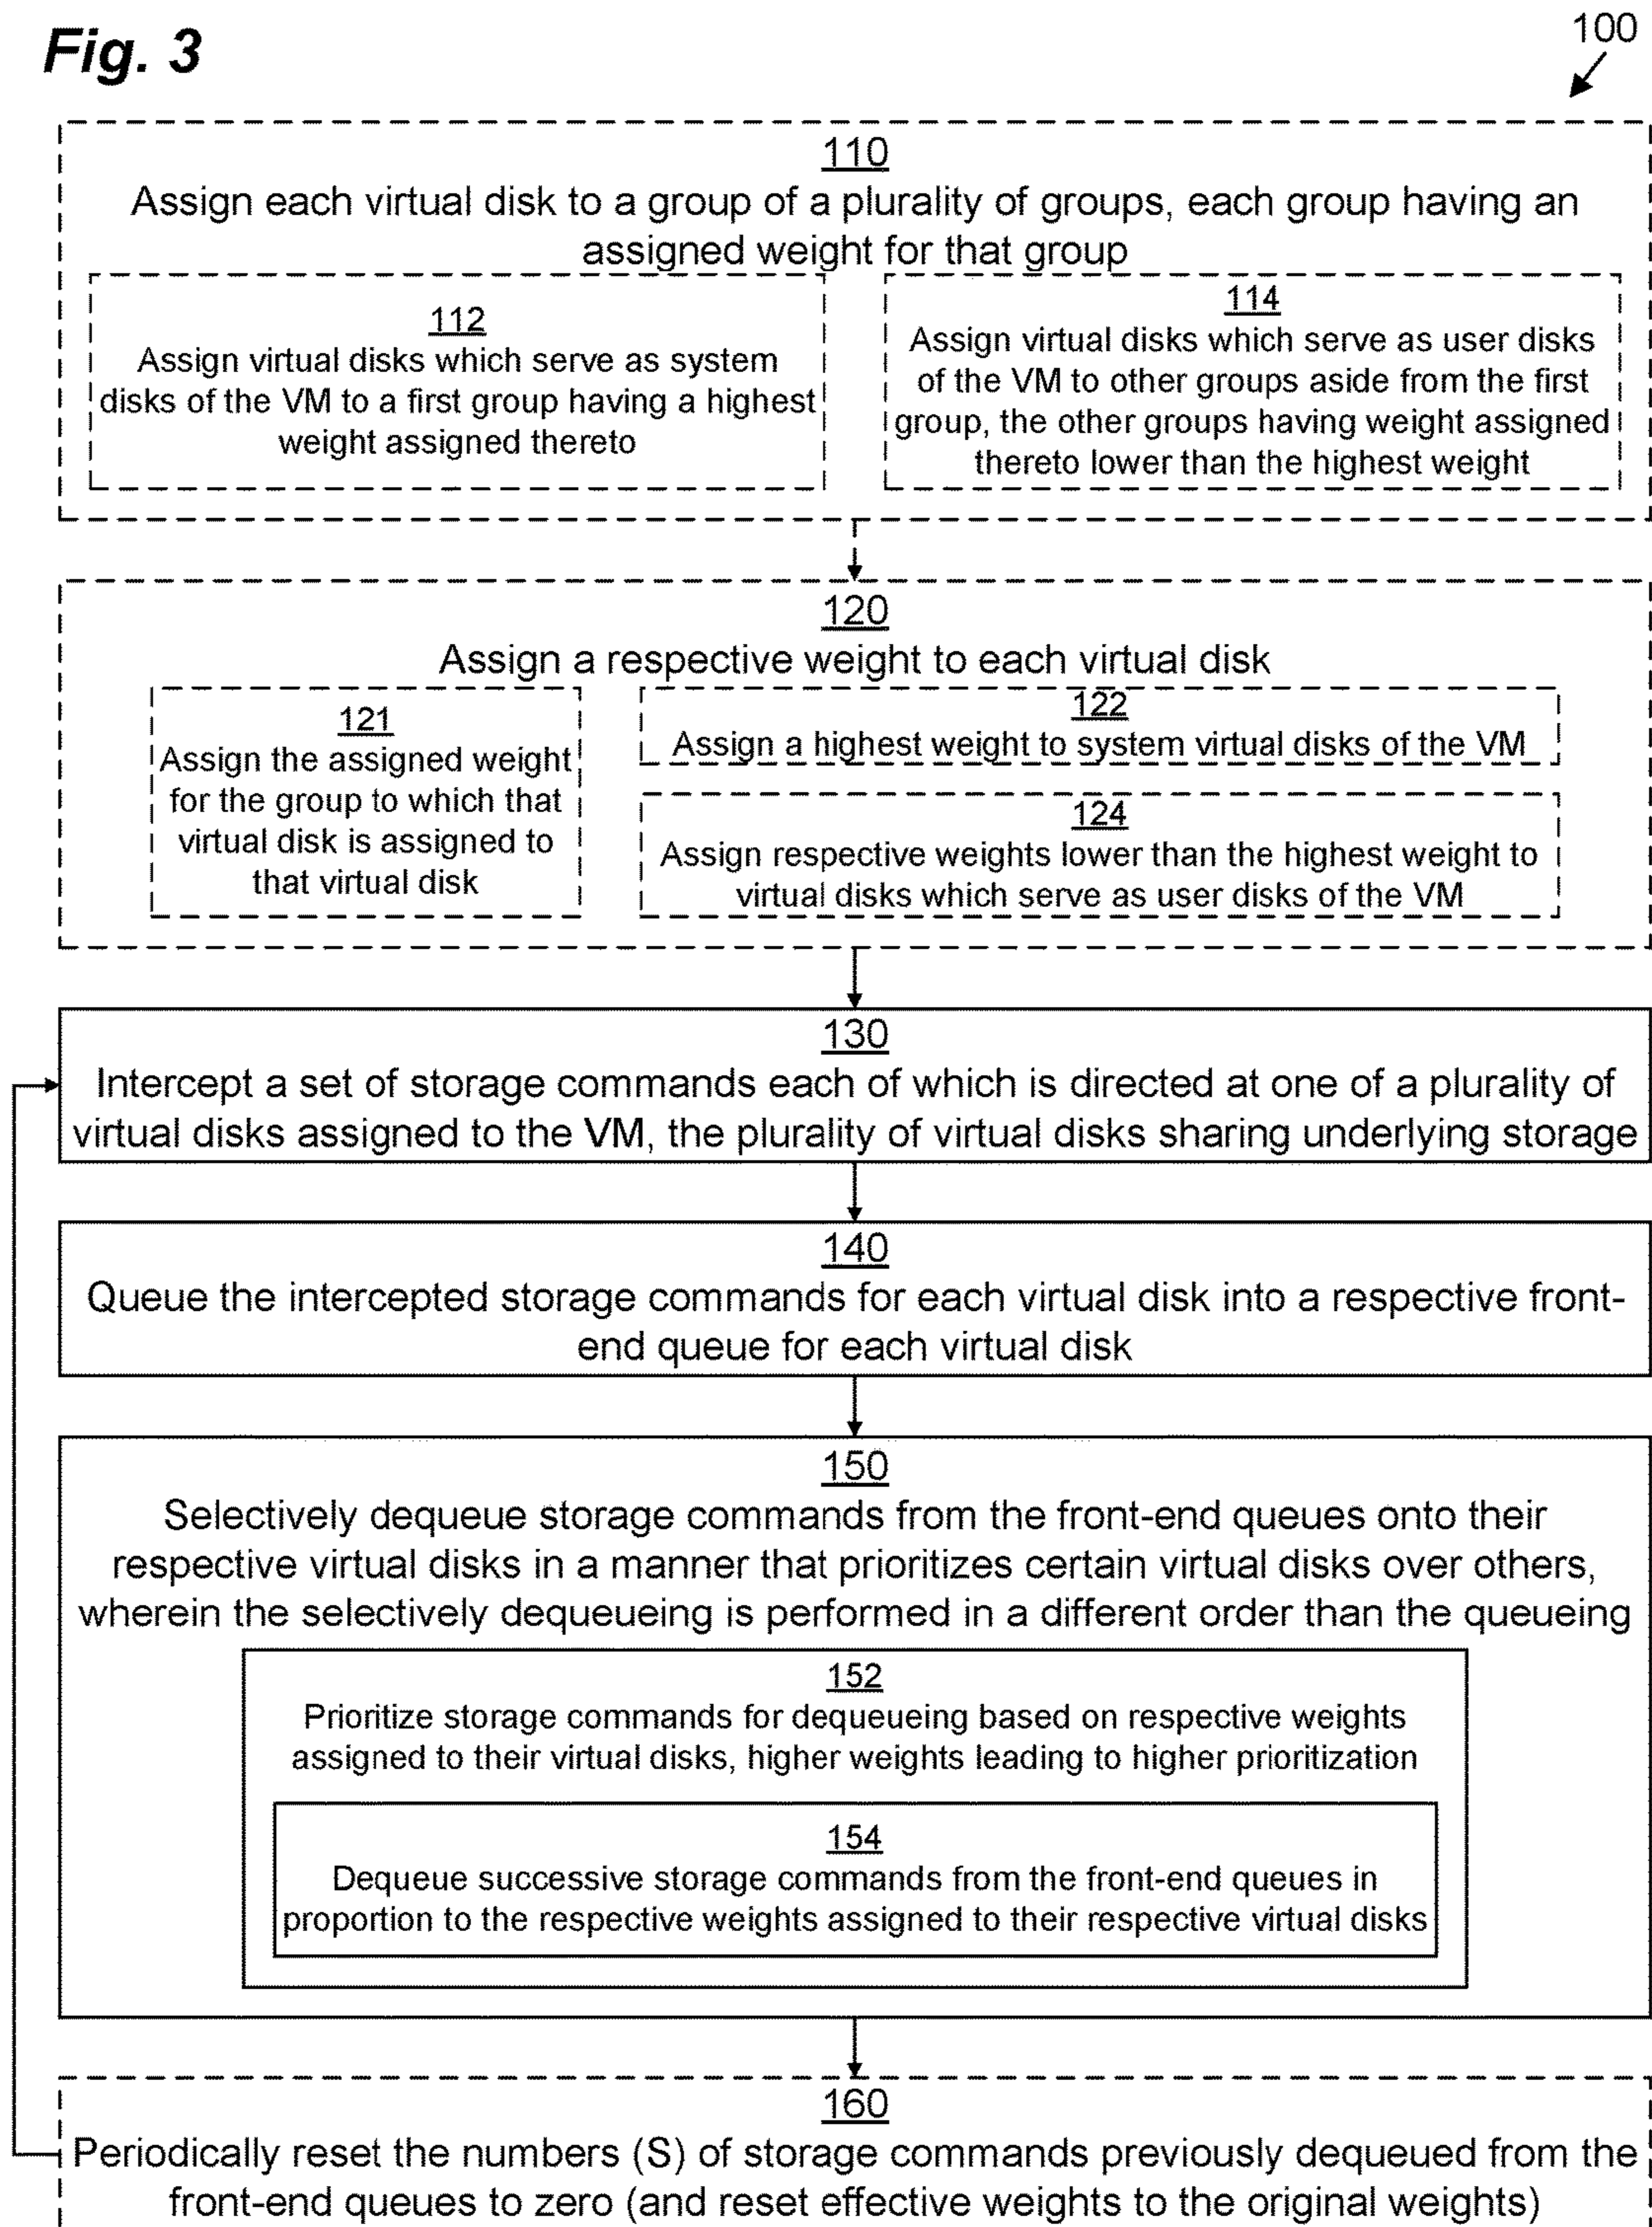 Fig. 3
100
110
Assign each virtual disk to a group of a plurality of groups, each group having an
assigned weight for that group
112
Assign virtual disks which serve as system
disks of the VM to a first group having a highest
weight assigned thereto
114
Assign virtual disks which serve as user disks
of the VM to other groups aside from the first
group, the other groups having weight assigned
thereto lower than the highest weight
120
Assign a respective weight to each virtual disk
121
Assign the assigned weight
for the group to which that
virtual disk is assigned to
that virtual disk
122
Assign a highest weight to system virtual disks of the VM
124
Assign respective weights lower than the highest weight to
virtual disks which serve as user disks of the VM
130
Intercept a set of storage commands each of which is directed at one of a plurality of
virtual disks assigned to the VM, the plurality of virtual disks sharing underlying storage
140
Queue the intercepted storage commands for each virtual disk into a respective front-
end queue for each virtual disk
150
Selectively dequeue storage commands from the front-end queues onto their
respective virtual disks in a manner that prioritizes certain virtual disks over others,
wherein the selectively dequeueing is performed in a different order than the queueing
152
Prioritize storage commands for dequeueing based on respective weights
assigned to their virtual disks, higher weights leading to higher prioritization
154
Dequeue successive storage commands from the front-end queues in
proportion to the respective weights assigned to their respective virtual disks
160
Periodically reset the numbers (S) of storage commands previously dequeued from the
front-end queues to zero (and reset effective weights to the original weights)